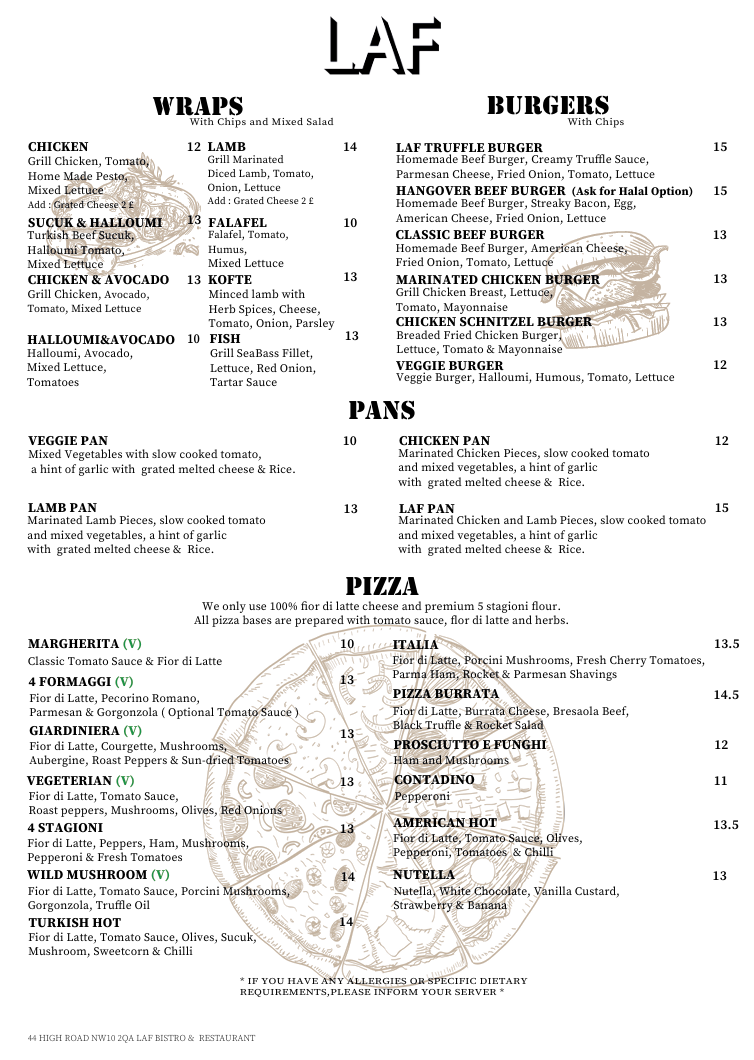 LAF
WRAPS
With Chips and Mixed Salad
CHICKEN 12
Grill Chicken, Tomato,
Home Made Pesto,
Mixed Lettuce
Add : Grated Cheese 2 £
SUCUK & HALLOUMI 13
Turkish Beef Sucuk,
Halloumi Tomato,
Mixed Lettuce
CHICKEN & AVOCADO 13
Grill Chicken, Avocado,
Tomato, Mixed Lettuce
HALLOUMI&AVOCADO 10
Halloumi, Avocado,
Mixed Lettuce,
Tomatoes
LAMB 14
Grill Marinated
Diced Lamb, Tomato,
Onion, Lettuce
Add : Grated Cheese 2 £
FALAFEL 10
Falafel, Tomato,
Humus,
Mixed Lettuce
KOFTE 13
Minced lamb with
Herb Spices, Cheese,
Tomato, Onion, Parsley
FISH 13
Grill SeaBass Fillet,
Lettuce, Red Onion,
Tartar Sauce
BURGERS
With Chips
LAF TRUFFLE BURGER 15
Homemade Beef Burger, Creamy Truffle Sauce,
Parmesan Cheese, Fried Onion, Tomato, Lettuce
HANGOVER BEEF BURGER (Ask for Halal Option) 15
Homemade Beef Burger, Streaky Bacon, Egg,
American Cheese, Fried Onion, Lettuce
CLASSIC BEEF BURGER 13
Homemade Beef Burger, American Cheese,
Fried Onion, Tomato, Lettuce
MARINATED CHICKEN BURGER 13
Grill Chicken Breast, Lettuce,
Tomato, Mayonnaise
CHICKEN SCHNITZEL BURGER 13
Breaded Fried Chicken Burger,
Lettuce, Tomato & Mayonnaise
VEGGIE BURGER 12
Veggie Burger, Halloumi, Humous, Tomato, Lettuce
PANS
VEGGIE PAN 10
Mixed Vegetables with slow cooked tomato,
a hint of garlic with grated melted cheese & Rice.
LAMB PAN 13
Marinated Lamb Pieces, slow cooked tomato
and mixed vegetables, a hint of garlic
with grated melted cheese & Rice.
CHICKEN PAN 12
Marinated Chicken Pieces, slow cooked tomato
and mixed vegetables, a hint of garlic
with grated melted cheese & Rice.
LAF PAN 15
Marinated Chicken and Lamb Pieces, slow cooked tomato
and mixed vegetables, a hint of garlic
with grated melted cheese & Rice.
PIZZA
We only use 100% fior di latte cheese and premium 5 stagioni flour.
All pizza bases are prepared with tomato sauce, flor di latte and herbs.
MARGHERITA (V) 10
Classic Tomato Sauce & Fior di Latte
4 FORMAGGI (V) 13
Fior di Latte, Pecorino Romano,
Parmesan & Gorgonzola ( Optional Tomato Sauce )
GIARDINIERA (V) 13
Fior di Latte, Courgette, Mushrooms,
Aubergine, Roast Peppers & Sun-dried Tomatoes
VEGETERIAN (V) 13
Fior di Latte, Tomato Sauce,
Roast peppers, Mushrooms, Olives, Red Onions
4 STAGIONI 13
Fior di Latte, Peppers, Ham, Mushrooms,
Pepperoni & Fresh Tomatoes
WILD MUSHROOM (V) 14
Fior di Latte, Tomato Sauce, Porcini Mushrooms,
Gorgonzola, Truffle Oil
TURKISH HOT 14
Fior di Latte, Tomato Sauce, Olives, Sucuk,
Mushroom, Sweetcorn & Chilli
ITALIA 13.5
Fior di Latte, Porcini Mushrooms, Fresh Cherry Tomatoes,
Parma Ham, Rocket & Parmesan Shavings
PIZZA BURRATA 14.5
Fior di Latte, Burrata Cheese, Bresaola Beef,
Black Truffle & Rocket Salad
PROSCIUTTO E FUNGHI 12
Ham and Mushrooms
CONTADINO 11
Pepperoni
AMERICAN HOT 13.5
Fior di Latte, Tomato Sauce, Olives,
Pepperoni, Tomatoes & Chilli
NUTELLA 13
Nutella, White Chocolate, Vanilla Custard,
Strawberry & Banana
* IF YOU HAVE ANY ALLERGIES OR SPECIFIC DIETARY
REQUIREMENTS,PLEASE INFORM YOUR SERVER *
44 HIGH ROAD NW10 2QA LAF BISTRO & RESTAURANT